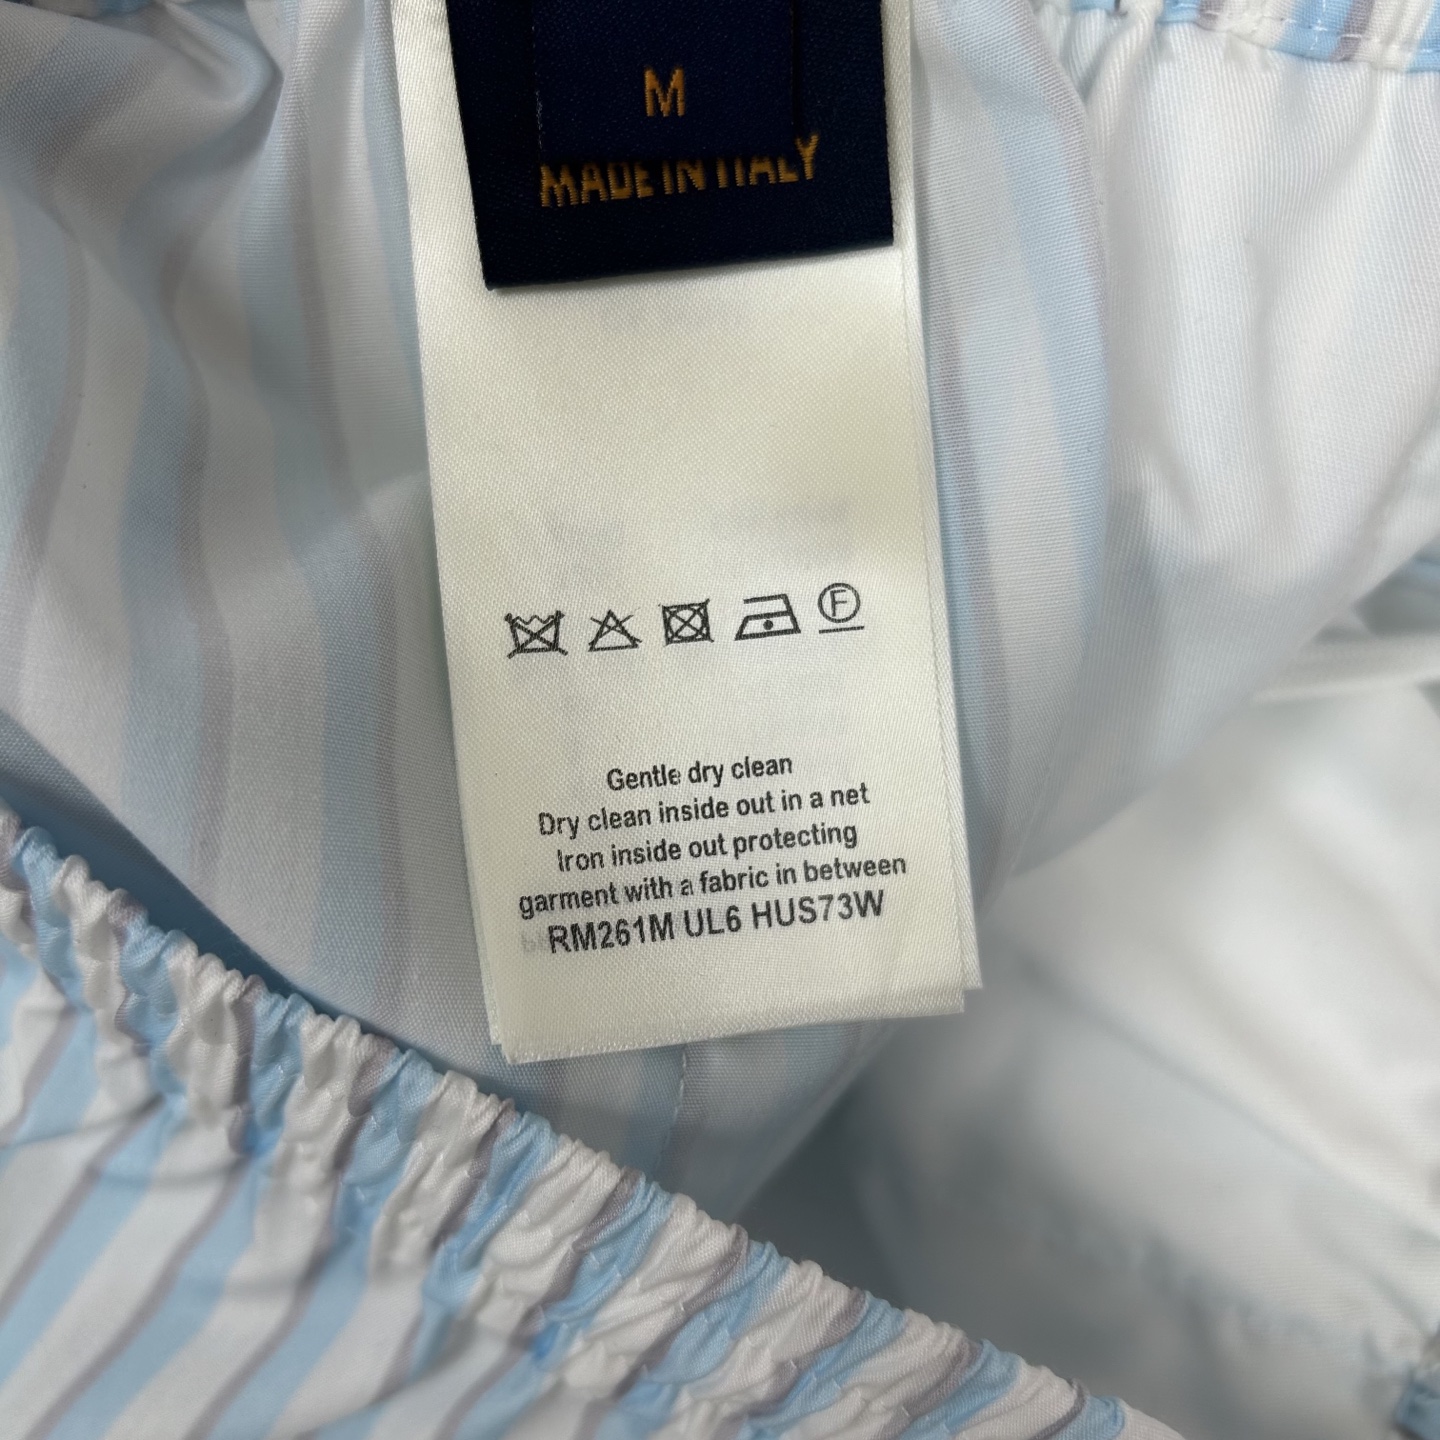 M
MADE IN ITALY
F
Gentle dry clean
Dry clean inside out in a net
Iron inside out protecting
garment with a fabric in between
RM261M UL6 HUS73W